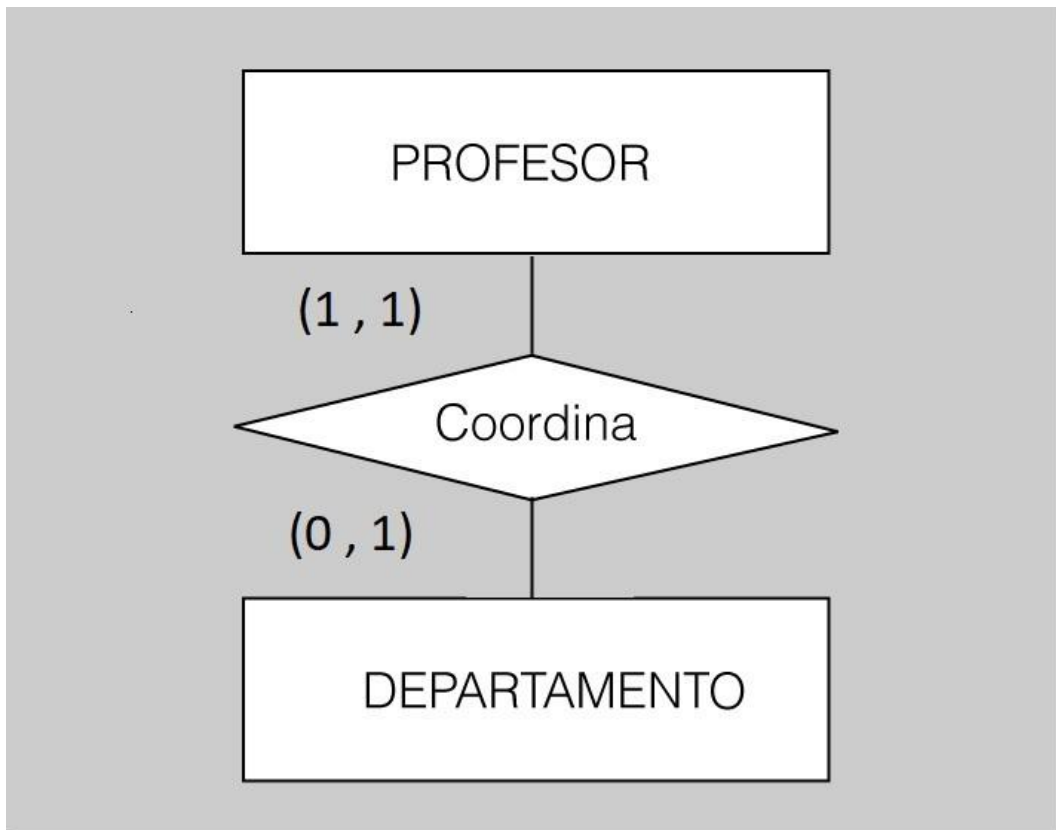 PROFESOR
(1 , 1)
Coordina
(0 , 1)
DEPARTAMENTO